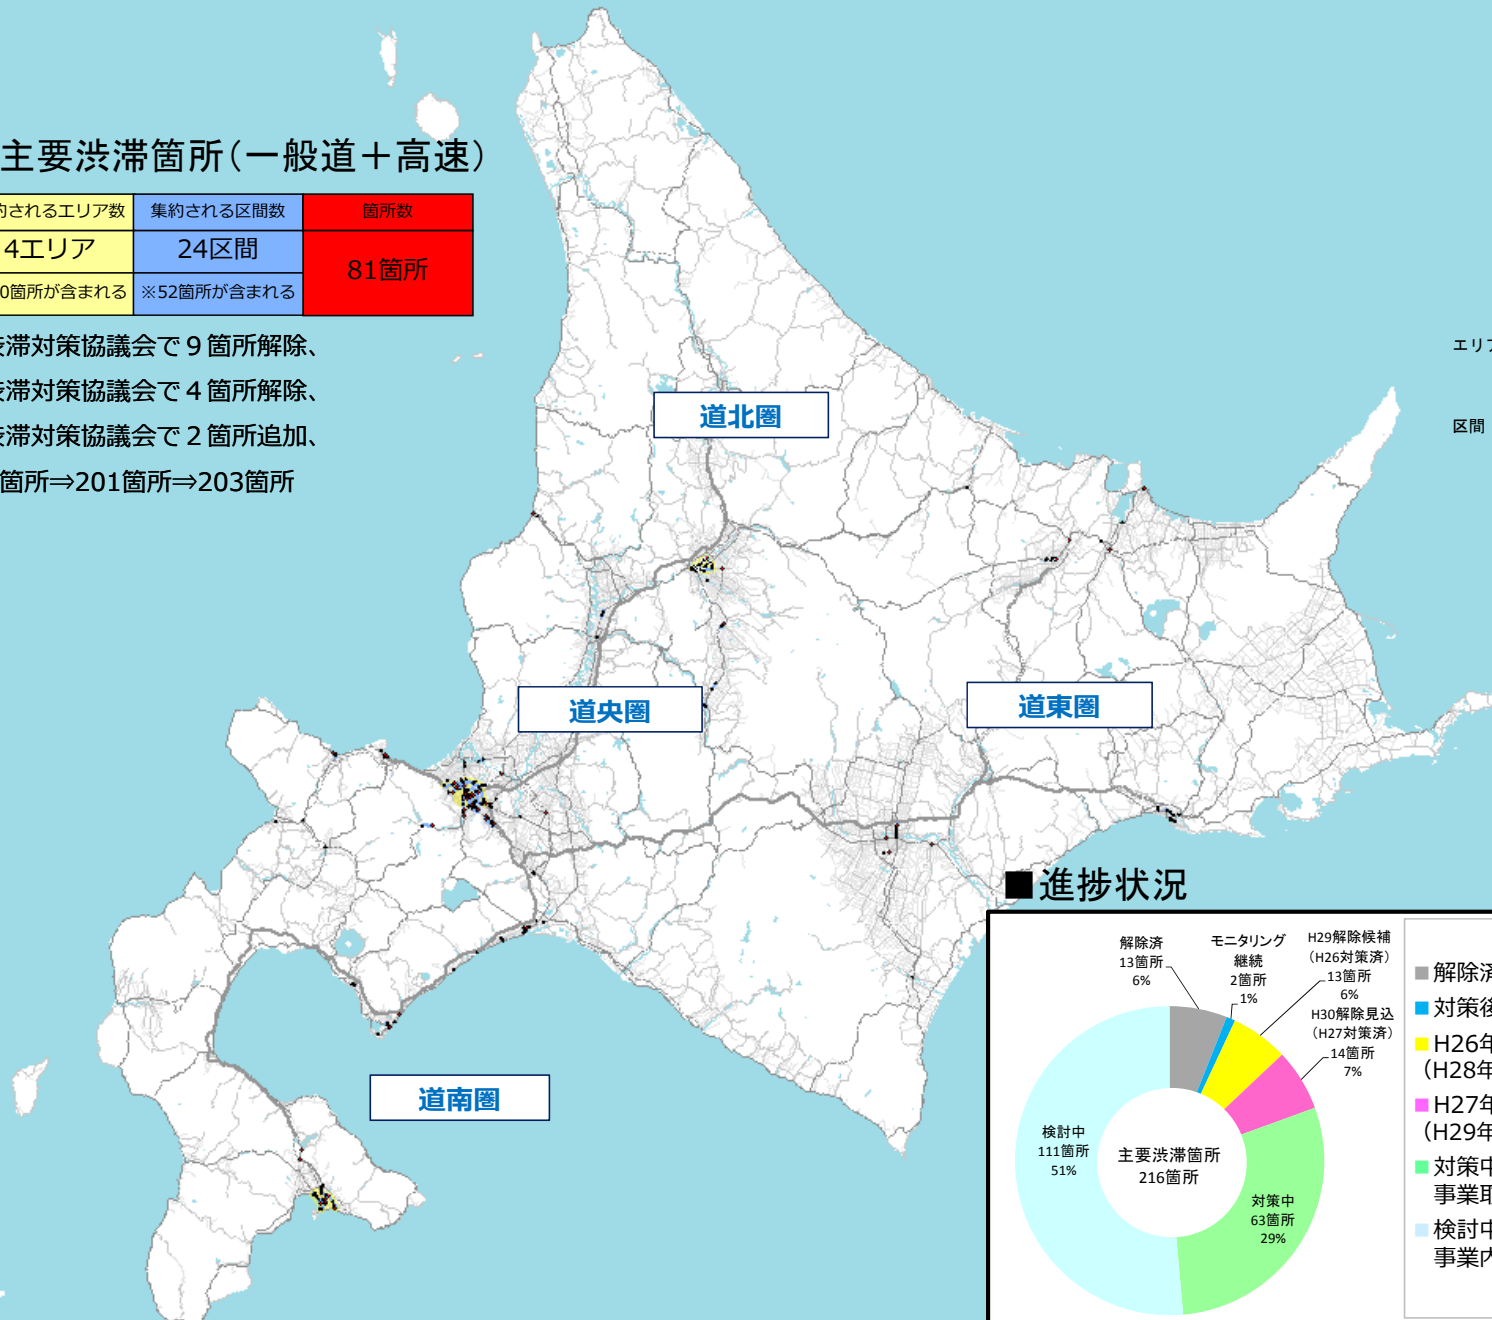 主要渋滞箇所(一般道＋高速)
約されるエリア数 集約される区間数 箇所数
4エリア 24区間 81箇所
0箇所が含まれる ※52箇所が含まれる
滞対策協議会で９箇所解除、
滞対策協議会で４箇所解除、
滞対策協議会で２箇所追加、
箇所⇒201箇所⇒203箇所
エリア
区間
道北圏
道央圏
道東圏
道南圏
■進捗状況
解除済
13箇所
6%
モニタリング
継続
2箇所
1%
H29解除候補
（H26対策済）
13箇所
6%
H30解除見込
（H27対策済）
14箇所
7%
検討中
111箇所
51%
主要渋滞箇所
216箇所
対策中
63箇所
29%
解除済
対策後
H26年
（H28年
H27年
（H29年
対策中
事業取
検討中
事業内